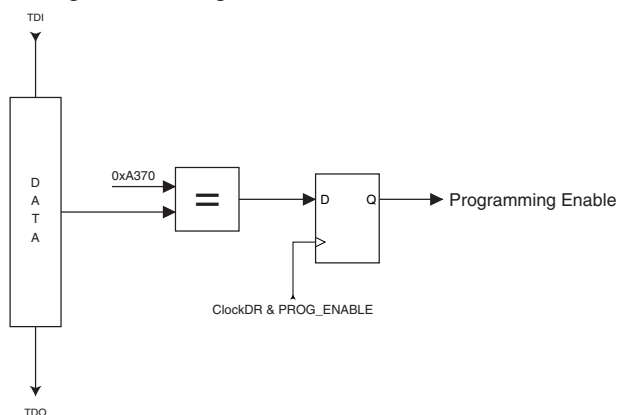 TDI
D
A
T
A
0xA370
=
D
Q
Programming Enable
ClockDR & PROG_ENABLE
TDO